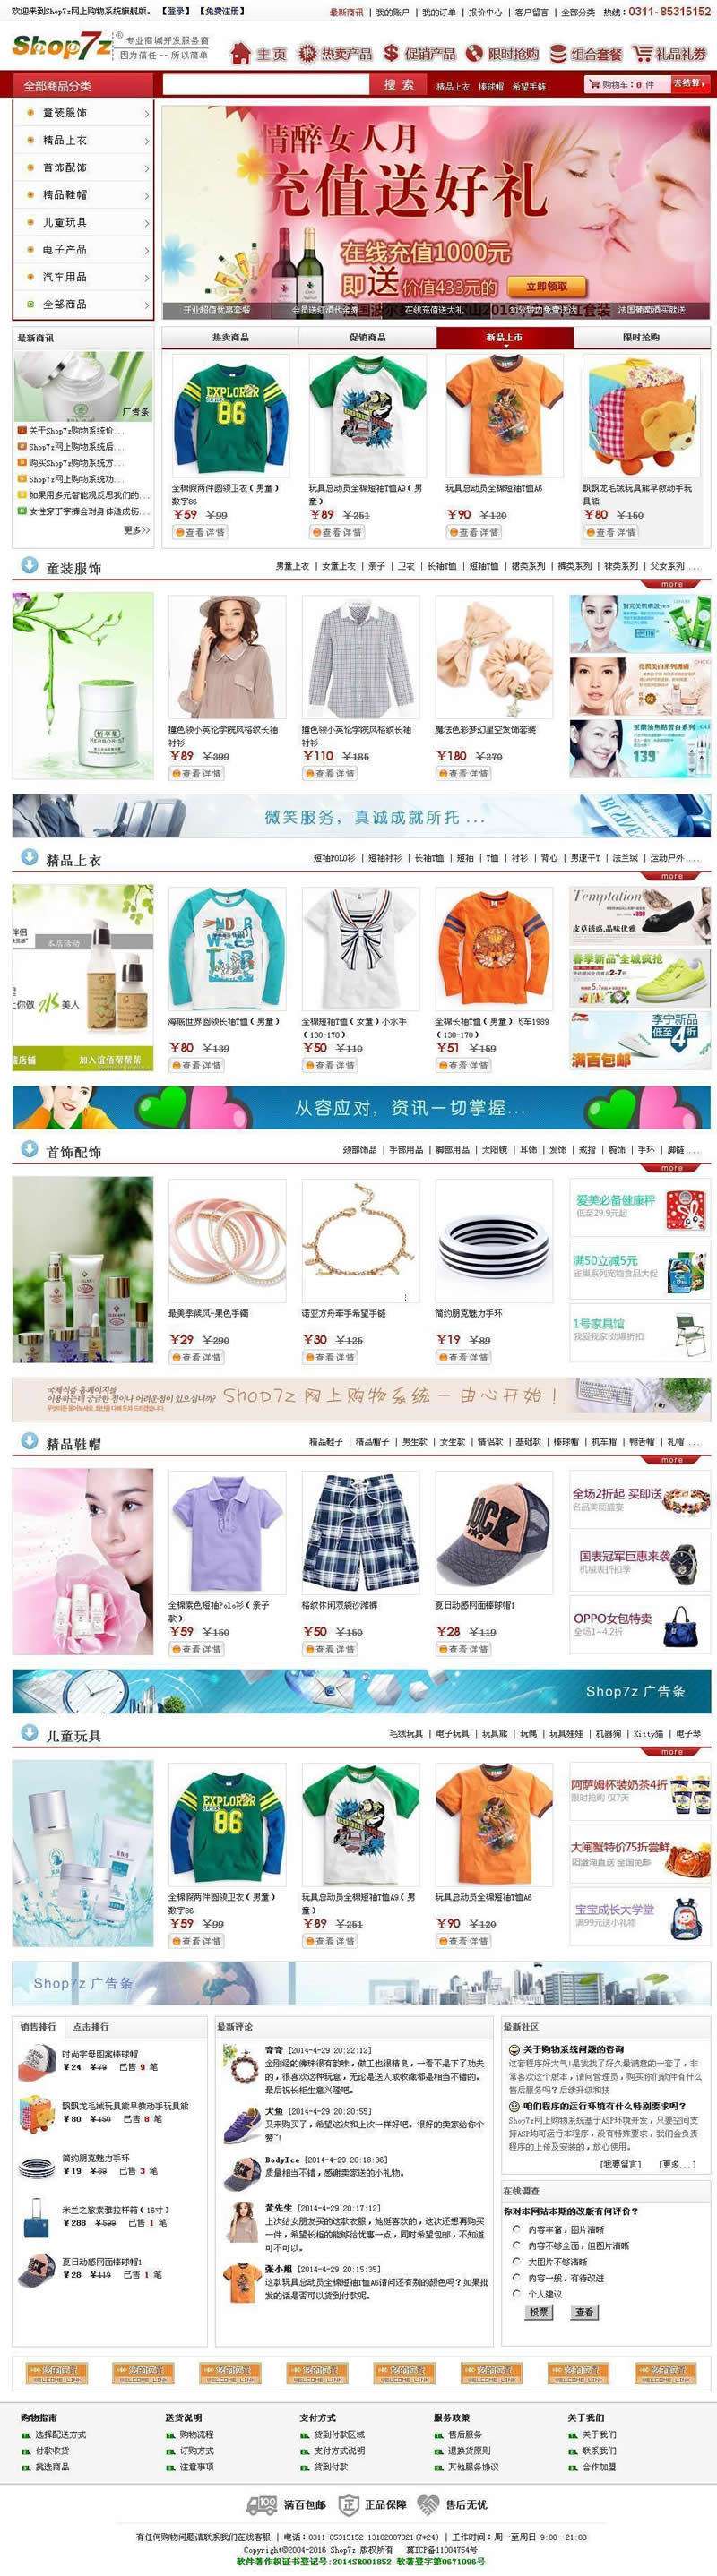 欢迎来到Shop7z网上购物系统旗舰版。 【登录】 【免费注册】
最新商讯 | 我的账户 | 我的订单 | 报价中心 | 客户留言 | 全部分类 热线：0311-85315152
Shop7z® 专业商城开发服务商
因为信任--所以简单
主页 热卖产品 促销产品 限时抢购 组合套餐 礼品礼券
全部商品分类 搜 索 精品上衣 棒球帽 希望手链 购物车：0 件 去结算
童装服饰
精品上衣
首饰配饰
精品鞋帽
儿童玩具
电子产品
汽车用品
全部商品
情醉女人月
充值送好礼
在线充值1000元
即送 价值433元的 立即领取
开业超值优惠套餐 会员送红酒代金券 在线充值送大礼 30分钟内免费送达 法国葡萄酒买就送
最新商讯
广告条
1 关于Shop7z购物系统价...
2 Shop7z网上购物系统后...
3 购买Shop7z购物系统方...
4 Shop7z网上购物系统功...
5 如果用多元智能观反思我们的...
6 女性穿丁字裤会对身体造成伤...
更多>>
热卖商品 促销商品 新品上市 限时抢购
全棉假两件圆领卫衣（男童）数字86
￥59 ￥99
查看详情
玩具总动员全棉短袖T恤A9（男童）
￥89 ￥251
查看详情
玩具总动员全棉短袖T恤A6
￥90 ￥120
查看详情
飘飘龙毛绒玩具熊早教动手玩具熊
￥80 ￥150
查看详情
童装服饰 男童上衣 | 女童上衣 | 亲子 | 卫衣 | 长袖T恤 | 短袖T恤 | 裙类系列 | 裤类系列 | 袜类系列 | 父女系列 ...
more
撞色领小英伦学院风格纹长袖衬衫
￥89 ￥399
查看详情
撞色领小英伦学院风格纹长袖衬衫
￥110 ￥185
查看详情
魔法色彩梦幻星空发饰套装
￥180 ￥270
查看详情
139
微笑服务，真诚成就所托 ...
精品上衣 短袖POLO衫 | 短袖衬衫 | 长袖T恤 | 短袖 | T恤 | 衬衫 | 背心 | 男速干T | 法兰绒 | 运动户外 ...
more
让你做 水 美人
加入谊佰帮帮帮
海底世界圆领长袖T恤（男童）
￥80 ￥139
查看详情
全棉短袖T恤（女童）小水手（130-170）
￥50 ￥110
查看详情
全棉长袖T恤（男童）飞车1989（130-170）
￥51 ￥159
查看详情
Temptation
皮草诱惑,品味优雅
春季新品 全城疯抢
李宁新品
低至4折
满百包邮
从容应对，资讯一切掌握...
首饰配饰 颈部饰品 | 手部用品 | 脚部用品 | 太阳镜 | 耳饰 | 发饰 | 戒指 | 腕饰 | 手环 | 脚链 ...
more
最美季候风-果色手镯
￥29 ￥290
查看详情
诺亚方舟牵手希望手链
￥30 ￥125
查看详情
简约朋克魅力手环
￥19 ￥89
查看详情
爱美必备健康秤
低至29.9元起
满50立减5元
雀巢系列宠物食品大促
1号家具馆
我爱我家 劲爆折扣
Shop7z 网上购物系统 - 由心开始！
精品鞋帽 精品鞋子 | 精品帽子 | 男生款 | 女生款 | 情侣款 | 基础款 | 棒球帽 | 机车帽 | 鸭舌帽 | 礼帽 ...
more
全棉素色短袖Polo衫（亲子款）
￥59 ￥150
查看详情
格纹休闲双袋沙滩裤
￥50 ￥150
查看详情
夏日动感网面棒球帽1
￥28 ￥119
查看详情
全场2折起 买即送
名品美丽盛宴
国表冠军巨惠来袭
机械表折扣季
OPPO女包特卖
全场1~4.2折
Shop7z 广告条
儿童玩具 毛绒玩具 | 电子玩具 | 玩具熊 | 玩偶 | 玩具娃娃 | 机器狗 | Kitty猫 | 电子琴
more
全棉假两件圆领卫衣（男童）数字86
￥59 ￥99
查看详情
玩具总动员全棉短袖T恤A9（男童）
￥89 ￥251
查看详情
玩具总动员全棉短袖T恤A6
￥90 ￥120
查看详情
阿萨姆杯装奶茶4折
限时抢购 仅7天
大闸蟹特价75折尝鲜
阳澄湖直送 全国免邮
宝宝成长大学堂
满99元送小礼物
Shop7z 广告条
销售排行 点击排行
时尚字母图案棒球帽
￥24 ￥79 已售 9 笔
飘飘龙毛绒玩具熊早教动手玩具熊
￥80 ￥150 已售 8 笔
简约朋克魅力手环
￥19 ￥89 已售 3 笔
米兰之旅索雅拉杆箱（16寸）
￥288 ￥599 已售 1 笔
夏日动感网面棒球帽1
￥28 ￥119 已售 1 笔
最新评论
奇奇 [2014-4-29 20:22:12]
金刚经的佛珠很有韵味，做工也很精良，一看不是下了功夫的，很喜欢这种玩意，无论是送人或收藏都是相当不错的。最后祝长柜生意兴隆吧。
大鱼 [2014-4-29 20:20:55]
又来购买了，希望这次和上次一样好吧。很好的卖家给你个赞~!
BodyIce [2014-4-29 20:18:36]
质量相当不错，感谢卖家送的小礼物。
黄先生 [2014-4-29 20:17:12]
上次给女朋友买的这款衣服，她挺喜欢的，这次还想再购买一件，希望长柜的能够给优惠一点，同时希望包邮，不知道可不可以。
张小姐 [2014-4-29 20:15:35]
这款玩具总动员全棉短袖T恤A6请问还有别的颜色吗？如果批发的话是否可以货到付款呢。
最新社区
关于购物系统问题的咨询
这套程序好大气!是我找了好久最满意的一套了，非常喜欢这个版本，请问管理员，购买你们软件有什么售后服务吗？后续升级和技
咱们程序的运行环境有什么特别要求吗？
Shop7z网上购物系统基于ASP环境开发，只要空间支持ASP均可运行本程序，没有特殊要求，我们会负责程序的上传及安装的，放心使用。
[我要留言] [更多...]
在线调查
你对本网站本期的改版有何评价？
内容丰富，图片清晰
内容不够全面，但图片清晰
大图片不够清晰
内容一般，有待改进
个人建议
投票 查看
购物指南 送货说明 支付方式 服务政策 关于我们
选择配送方式 购物流程 货到付款区域 售后服务 关于我们
付款收货 订购方式 支付方式说明 退换货原则 联系我们
挑选商品 注意事项 货到付款 其他服务协议 合作加盟
100 满百包邮 正品保障 售后无忧
有任何购物问题请联系我们在线客服 | 电话：0311-85315152 13102887321(7*24) | 工作时间：周一至周日 9:00-21:00
Copyright©2004-2016 Shop7z 版权所有 冀ICP备11004754号
软件著作权证书登记号:2014SR001852 软著登字第0671096号